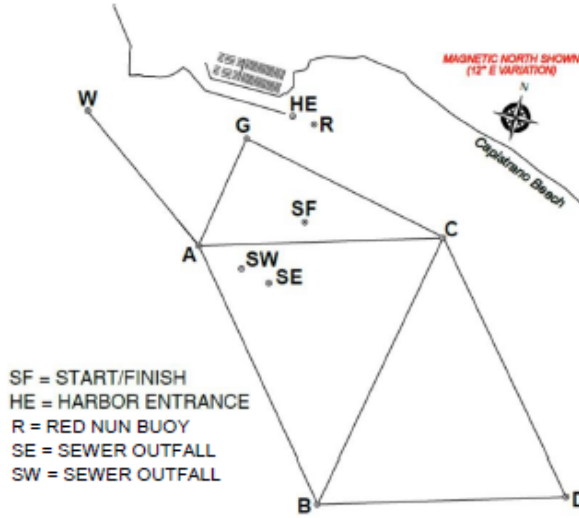 MAGNETIC NORTH SHOWN
(12° E VARIATION)
N
W
HE
R
G
Capistrano Beach
SF
C
A
SW
SE
SF = START/FINISH
HE = HARBOR ENTRANCE
R = RED NUN BUOY
SE = SEWER OUTFALL
SW = SEWER OUTFALL
B
D